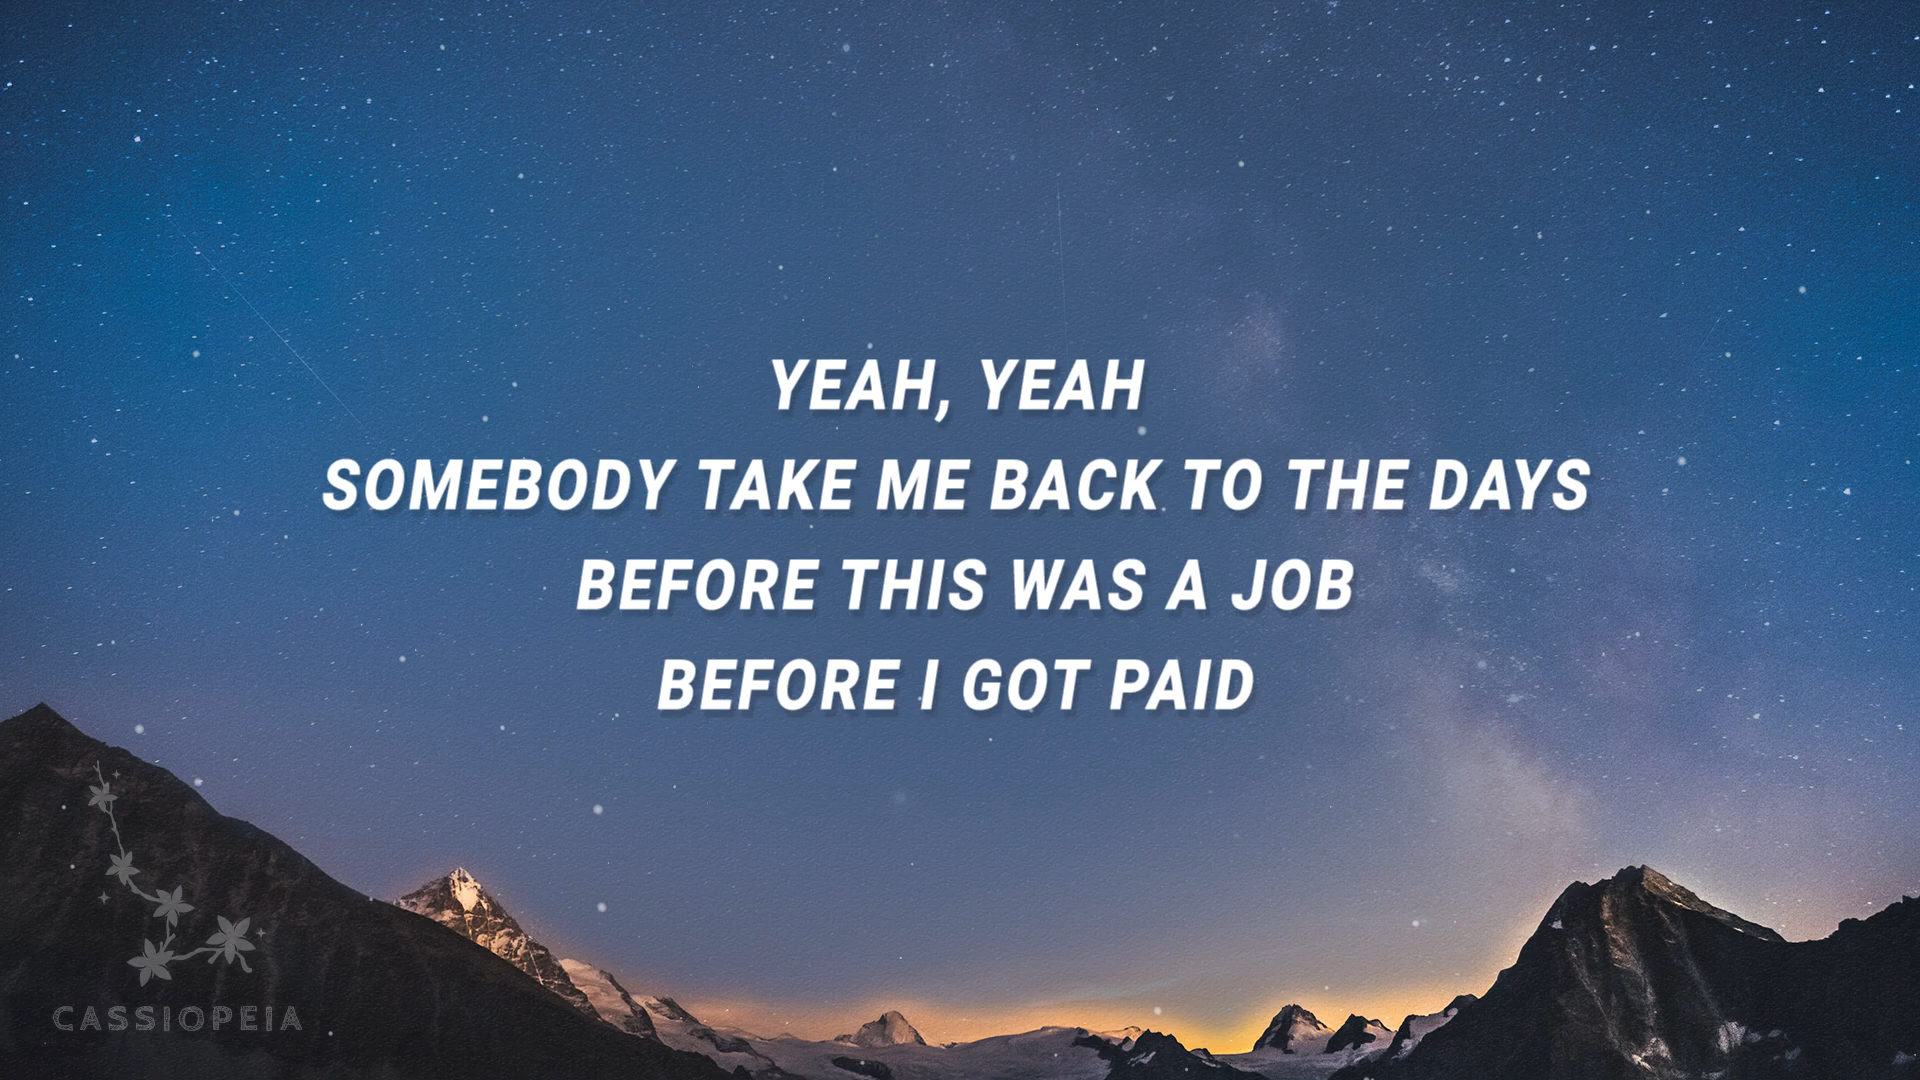 YEAH, YEAH
SOMEBODY TAKE ME BACK TO THE DAYS
BEFORE THIS WAS A JOB
BEFORE I GOT PAID
CASSIOPEIA